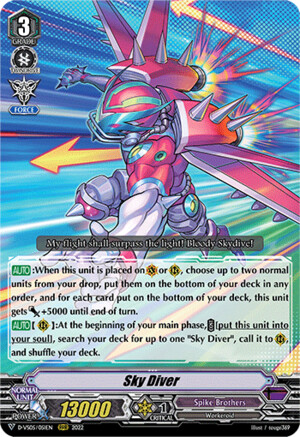 3
GRADE
TWIN DRIVE
FORCE
My flight shall surpass the light! Bloody Skydive!
AUTO:When this unit is placed on V or R, choose up to two normal
units from your drop, put them on the bottom of your deck in any
order, and for each card put on the bottom of your deck, this unit
gets +5000 until end of turn.
AUTO[R]:At the beginning of your main phase, [put this unit into
your soul], search your deck for up to one "Sky Diver", call it to R
and shuffle your deck.
Sky Diver
NORMAL
UNIT
POWER
13000
1
CRITICAL
Spike Brothers
Workeroid
D-VS05/051EN
2022
Illust / touge369